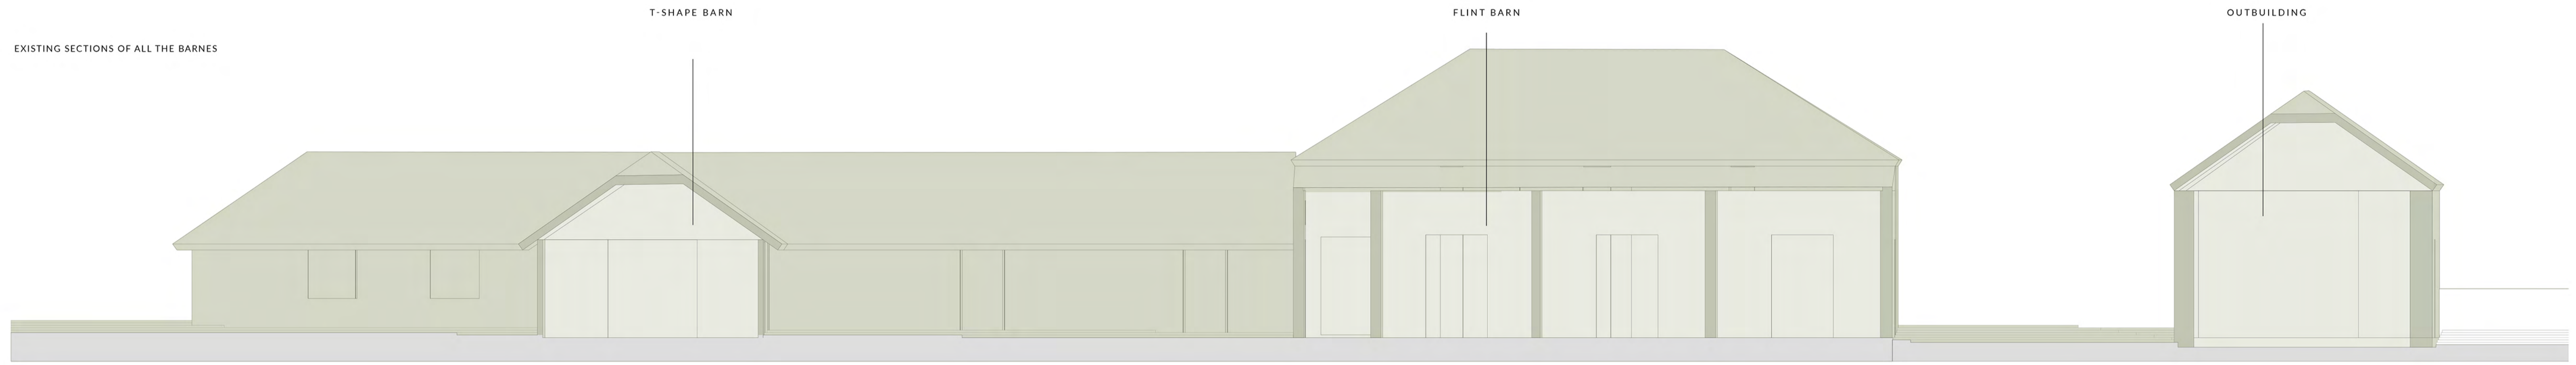 T-SHAPE BARN
FLINT BARN
OUTBUILDING
EXISTING SECTIONS OF ALL THE BARNES